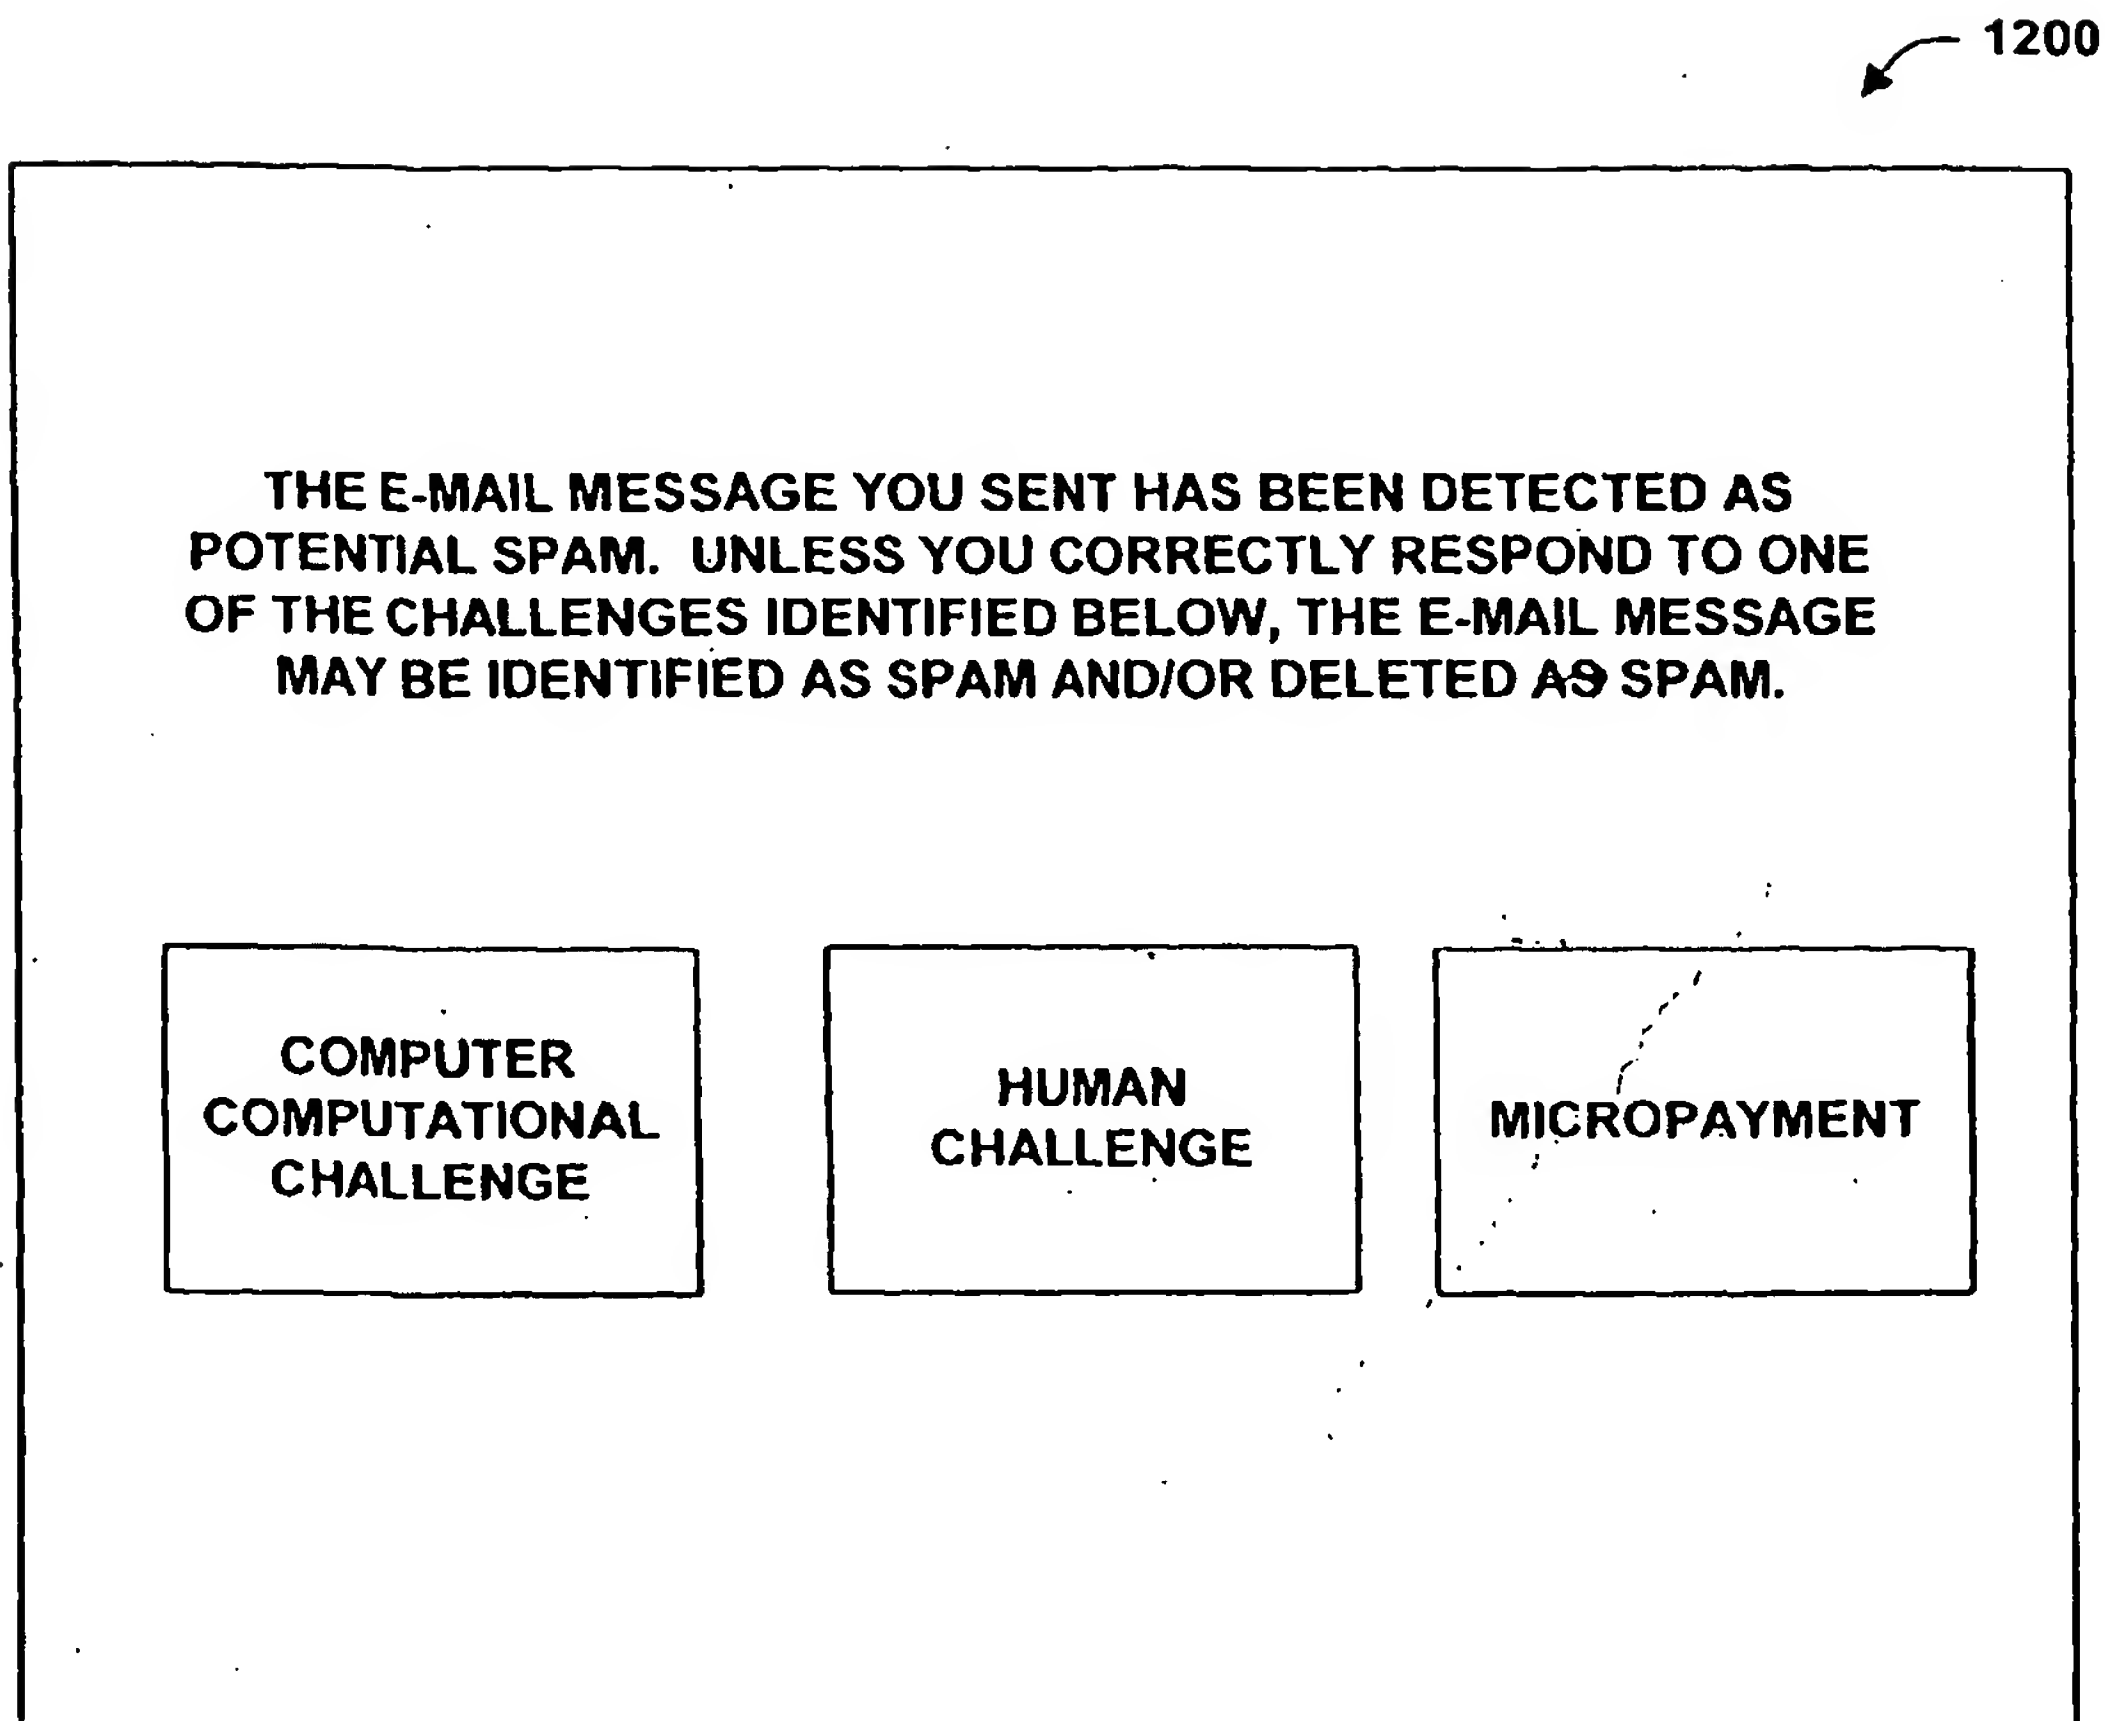 1200
THE E-MAIL MESSAGE YOU SENT HAS BEEN DETECTED AS
POTENTIAL SPAM. UNLESS YOU CORRECTLY RESPOND TO ONE
OF THE CHALLENGES IDENTIFIED BELOW, THE E-MAIL MESSAGE
MAY BE IDENTIFIED AS SPAM AND/OR DELETED AS SPAM.
COMPUTER
COMPUTATIONAL
CHALLENGE
HUMAN
CHALLENGE
MICROPAYMENT